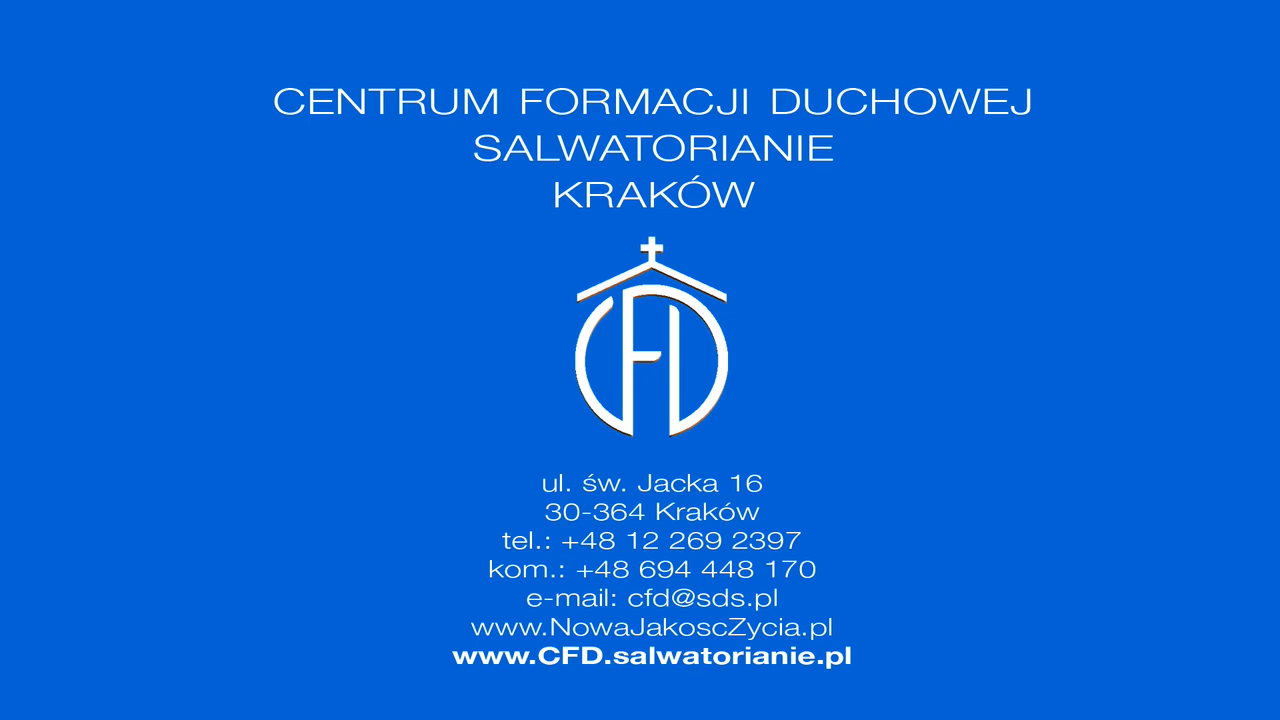 CENTRUM FORMACJI DUCHOWEJ
SALWATORIANIE
KRAKÓW
CFD
ul. św. Jacka 16
30-364 Kraków
tel.: +48 12 269 2397
kom.: +48 694 448 170
e-mail: cfd@sds.pl
www.NowaJakoscZycia.pl
www.CFD.salwatorianie.pl